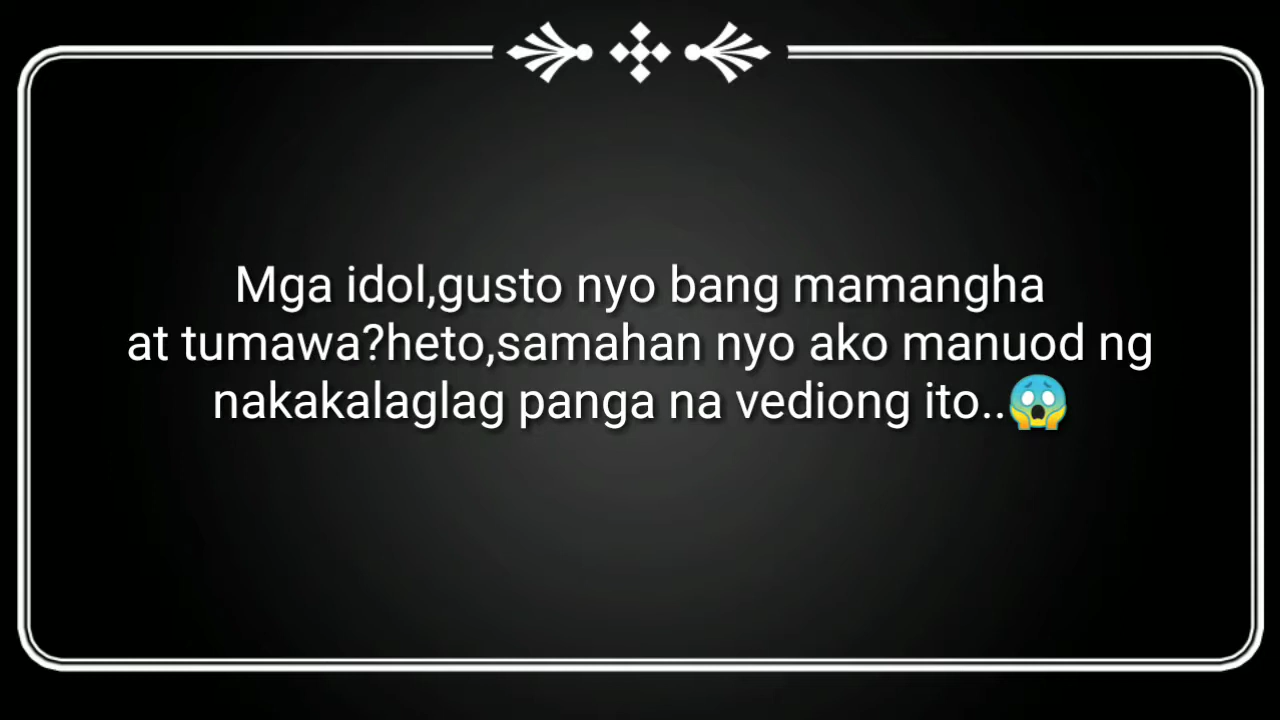 Mga idol,gusto nyo bang mamangha
at tumawa?heto,samahan nyo ako manuod ng
nakakalaglag panga na vediong ito..😱